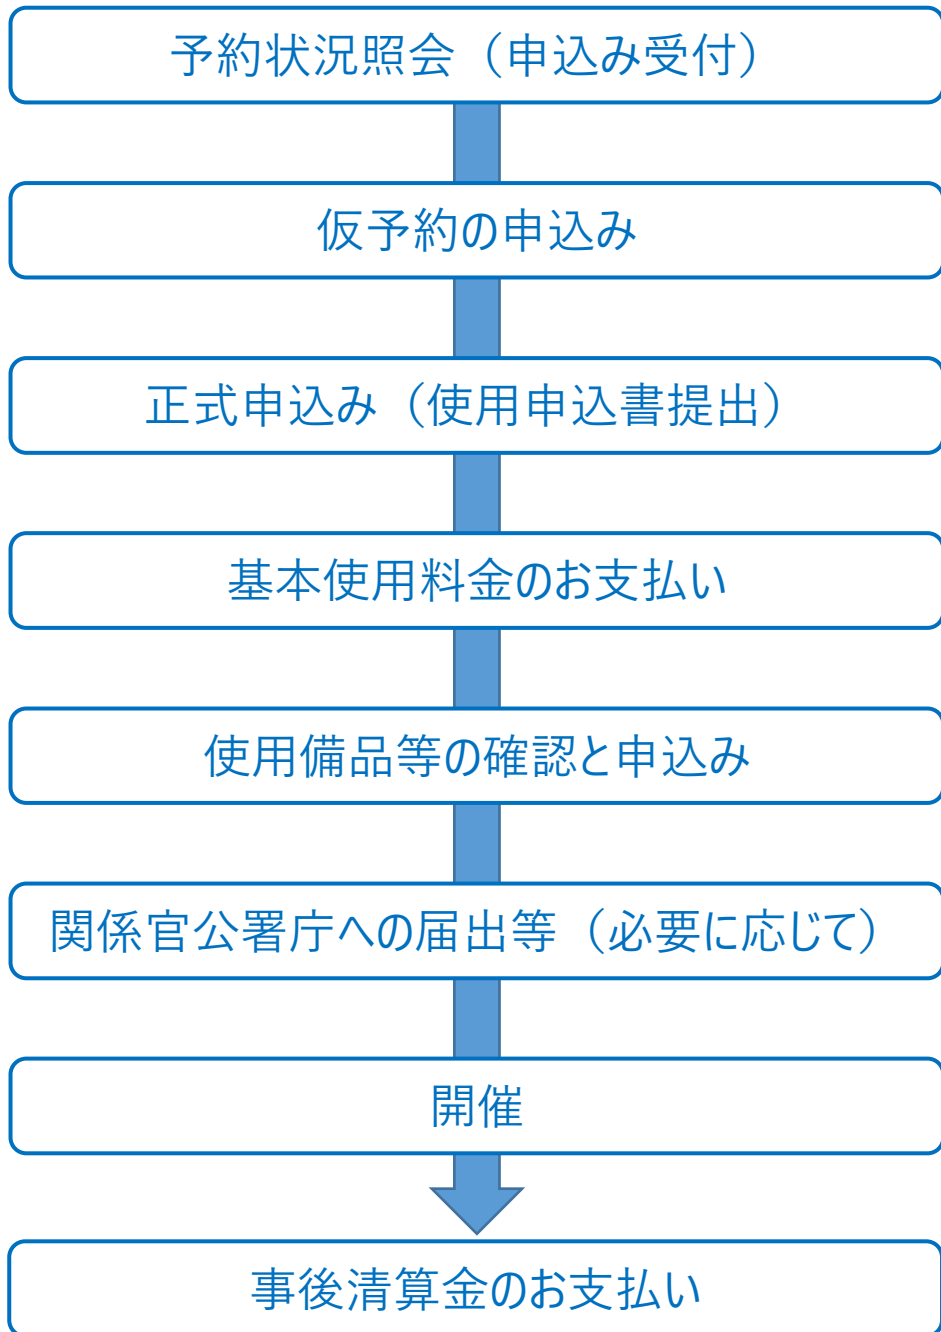 予約状況照会（申込み受付）
仮予約の申込み
正式申込み（使用申込書提出）
基本使用料金のお支払い
使用備品等の確認と申込み
関係官公署庁への届出等（必要に応じて）
開催
事後清算金のお支払い